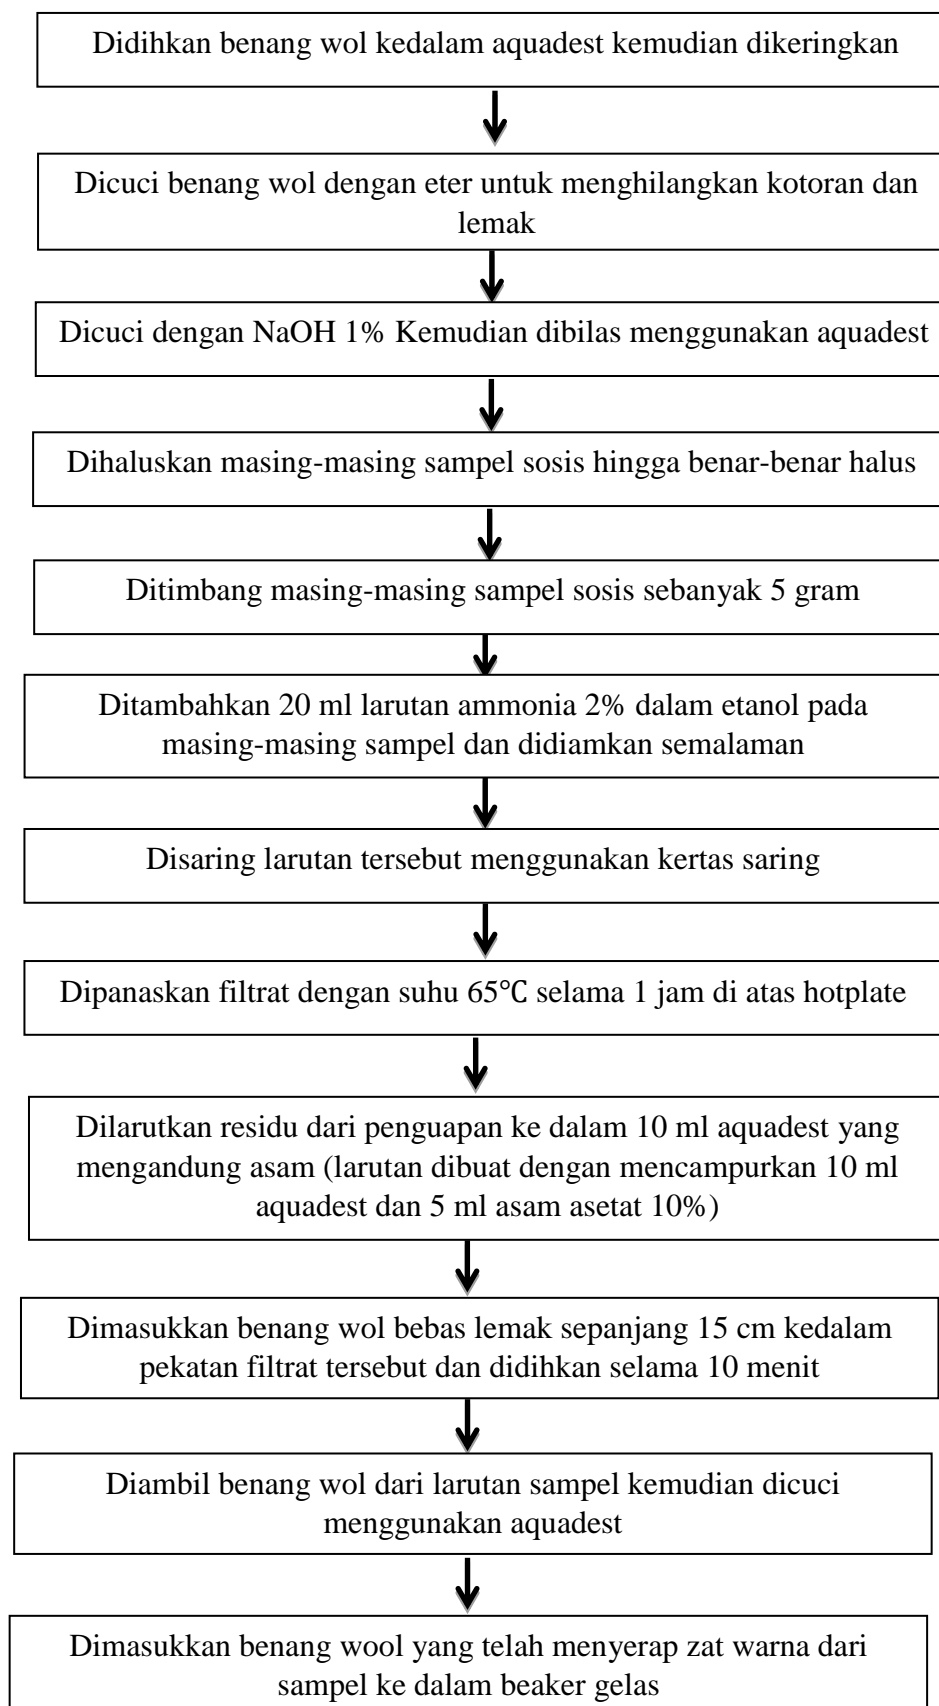 Didihkan benang wol kedalam aquadest kemudian dikeringkan
Dicuci benang wol dengan eter untuk menghilangkan kotoran dan
lemak
Dicuci dengan NaOH 1% Kemudian dibilas menggunakan aquadest
Dihaluskan masing-masing sampel sosis hingga benar-benar halus
Ditimbang masing-masing sampel sosis sebanyak 5 gram
Ditambahkan 20 ml larutan ammonia 2% dalam etanol pada
masing-masing sampel dan didiamkan semalaman
Disaring larutan tersebut menggunakan kertas saring
Dipanaskan filtrat dengan suhu 65℃ selama 1 jam di atas hotplate
Dilarutkan residu dari penguapan ke dalam 10 ml aquadest yang
mengandung asam (larutan dibuat dengan mencampurkan 10 ml
aquadest dan 5 ml asam asetat 10%)
Dimasukkan benang wol bebas lemak sepanjang 15 cm kedalam
pekatan filtrat tersebut dan didihkan selama 10 menit
Diambil benang wol dari larutan sampel kemudian dicuci
menggunakan aquadest
Dimasukkan benang wool yang telah menyerap zat warna dari
sampel ke dalam beaker gelas